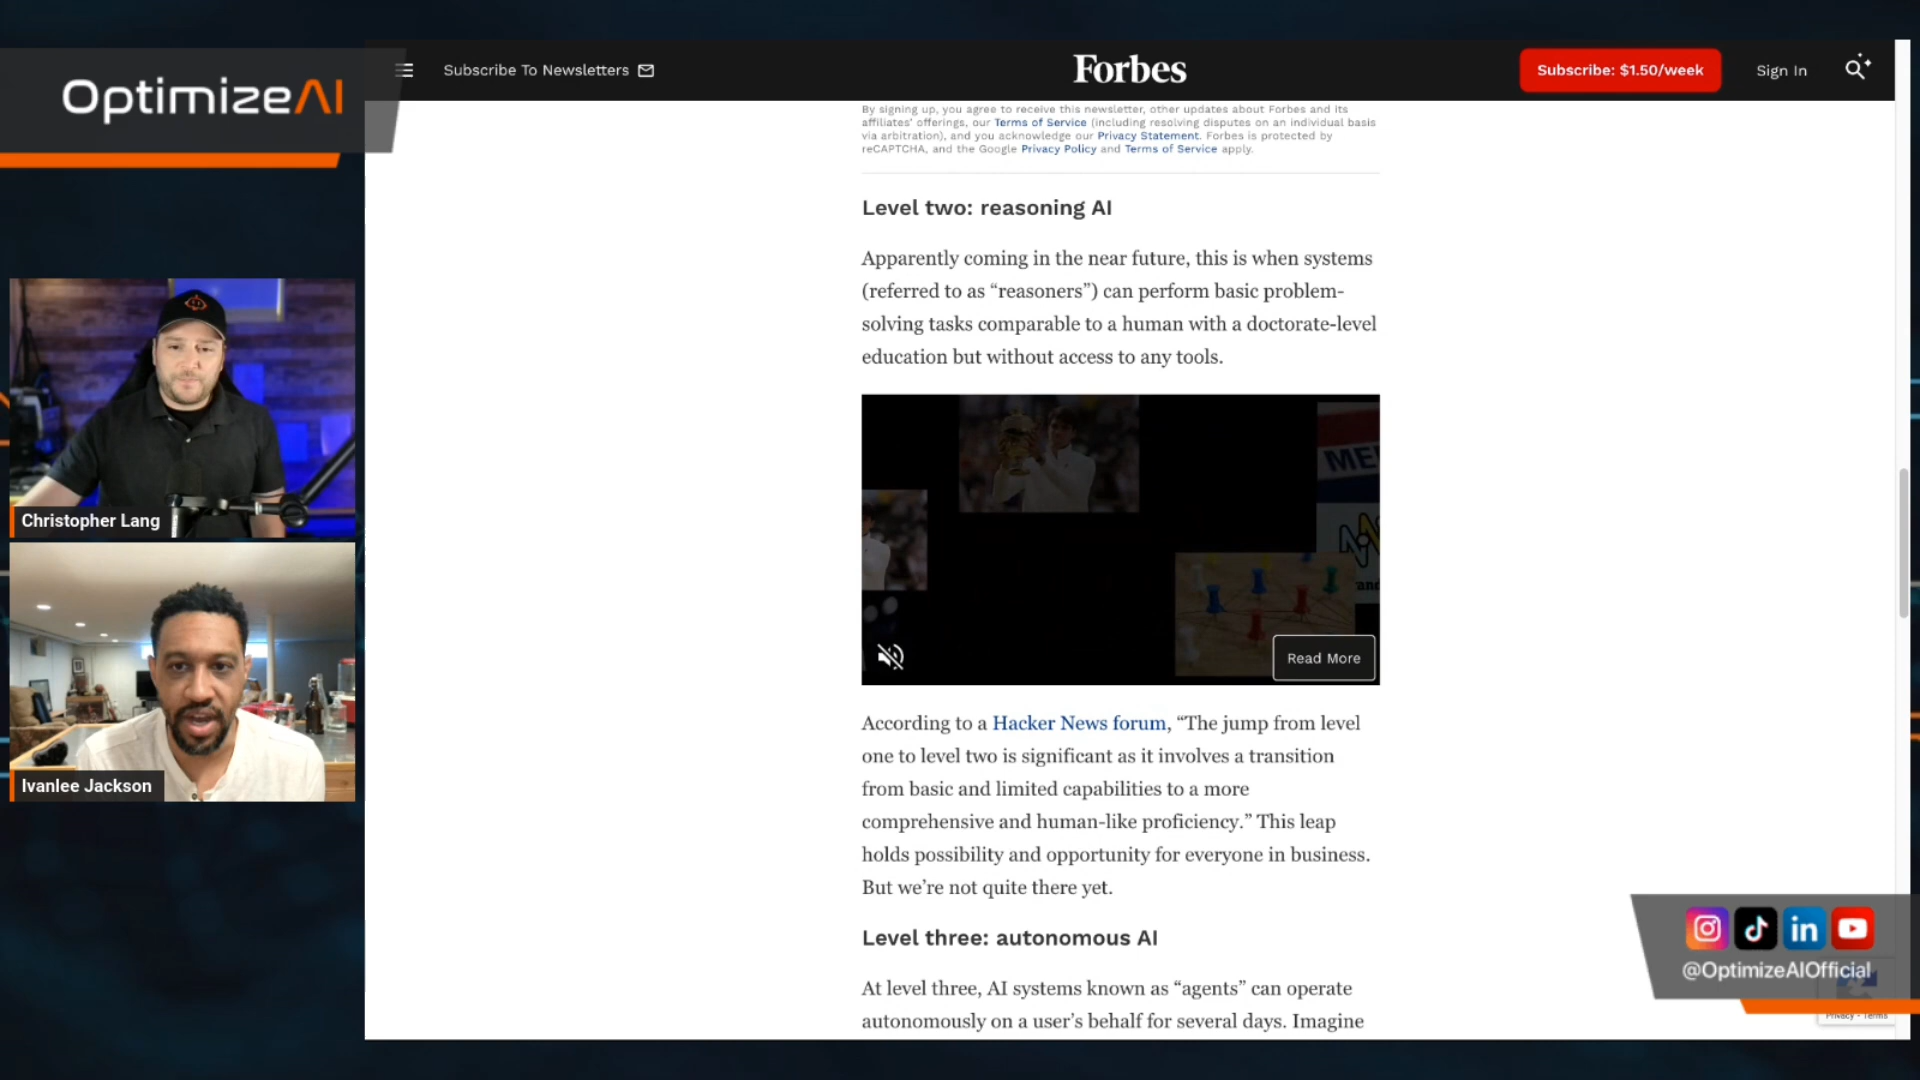 OptimizeAI
Subscribe To Newsletters
Forbes
Subscribe: $1.50/week
Sign In
By signing up, you agree to receive this newsletter, other updates about Forbes and its
affiliates' offerings, our Terms of Service (including resolving disputes on an individual basis
via arbitration), and you acknowledge our Privacy Statement. Forbes is protected by
reCAPTCHA, and the Google Privacy Policy and Terms of Service apply.
Level two: reasoning AI
Apparently coming in the near future, this is when systems
(referred to as “reasoners”) can perform basic problem-
solving tasks comparable to a human with a doctorate-level
education but without access to any tools.
ME
Read More
According to a Hacker News forum, “The jump from level
one to level two is significant as it involves a transition
from basic and limited capabilities to a more
comprehensive and human-like proficiency.” This leap
holds possibility and opportunity for everyone in business.
But we’re not quite there yet.
Level three: autonomous AI
At level three, AI systems known as “agents” can operate
autonomously on a user’s behalf for several days. Imagine
Christopher Lang
Ivanlee Jackson
in
@OptimizeAIOfficial
Privacy - Terms